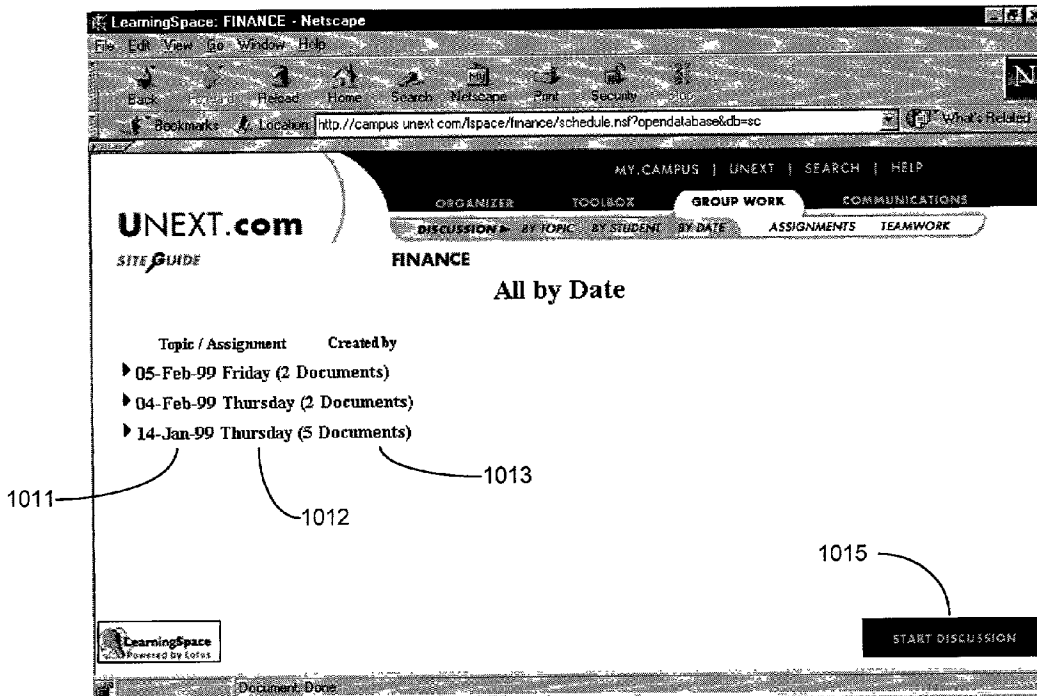 LearningSpace: FINANCE - Netscape
File Edit View Go Window Help
Back Forward Reload Home Search Netscape Print Security
Bookmarks Location http://campus.unext.com/lspace/finance/schedule.nsf?opendatabase&db=sc What's Related
MY.CAMPUS | UNEXT | SEARCH | HELP
ORGANIZER TOOLBOX GROUP WORK COMMUNICATIONS
UNEXT.com
DISCUSSION BY TOPIC BY STUDENT BY DATE ASSIGNMENTS TEAMWORK
SITE GUIDE FINANCE
All by Date
Topic / Assignment Created by
05-Feb-99 Friday (2 Documents)
04-Feb-99 Thursday (2 Documents)
14-Jan-99 Thursday (5 Documents)
1011
1012
1013
1015
START DISCUSSION
LearningSpace
Powered by Lotus
Document: Done